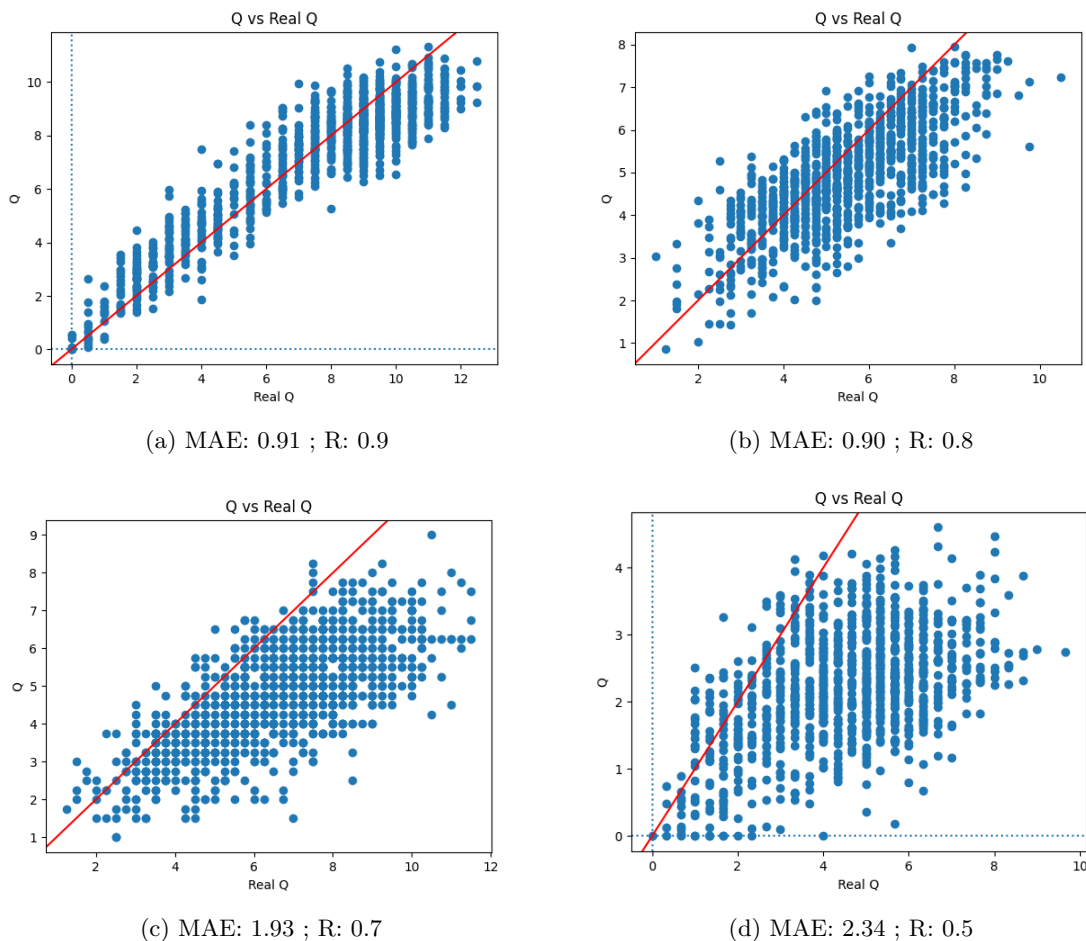 Q vs Real Q
10
8
6
4
2
0
Q
0 2 4 6 8 10 12
Real Q
(a) MAE: 0.91 ; R: 0.9
Q vs Real Q
8
7
6
5
4
3
2
1
Q
2 4 6 8 10
Real Q
(b) MAE: 0.90 ; R: 0.8
Q vs Real Q
9
8
7
6
5
4
3
2
1
Q
2 4 6 8 10 12
Real Q
(c) MAE: 1.93 ; R: 0.7
Q vs Real Q
4
3
2
1
0
Q
0 2 4 6 8 10
Real Q
(d) MAE: 2.34 ; R: 0.5